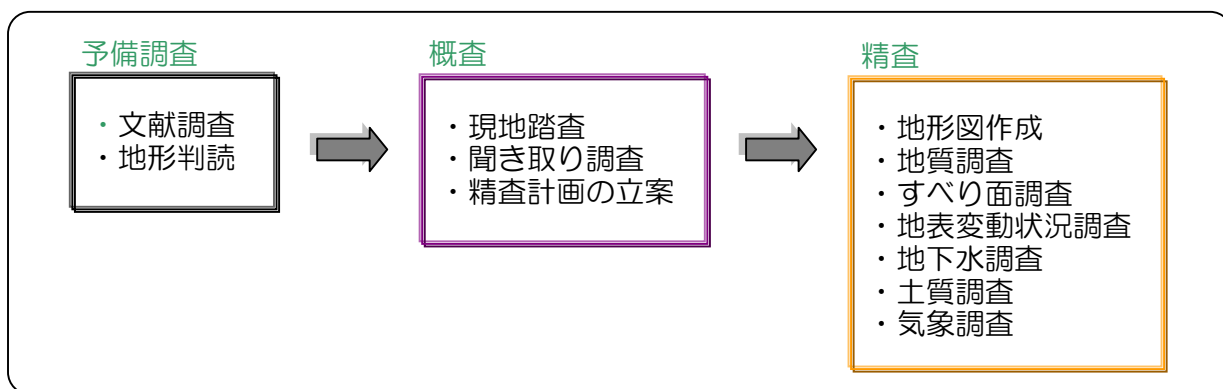 予備調査
・文献調査
・地形判読
概査
・現地踏査
・聞き取り調査
・精査計画の立案
精査
・地形図作成
・地質調査
・すべり面調査
・地表変動状況調査
・地下水調査
・土質調査
・気象調査